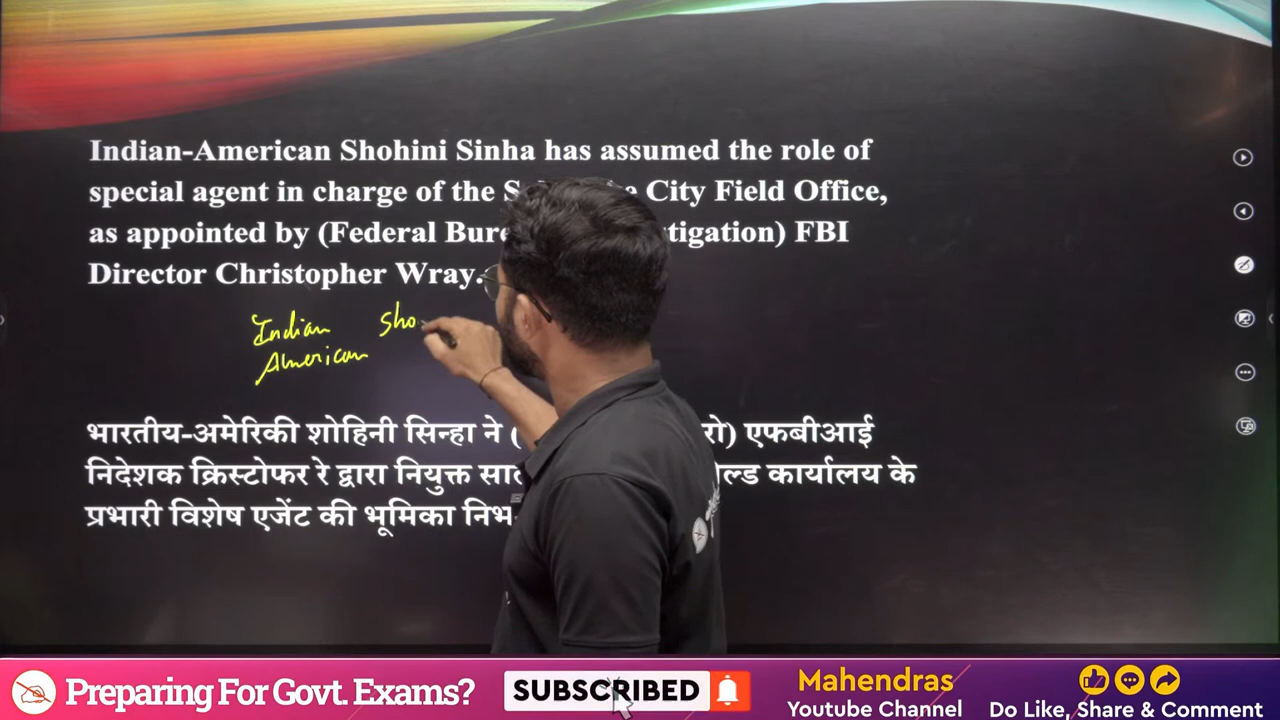 Indian-American Shohini Sinha has assumed the role of
special agent in charge of the City Field Office,
as appointed by (Federal FBI
Director Christopher Wray.
Indian Sho
American
भारतीय-अमेरिकी शोहिनी सिन्हा ने ( रो) एफबीआई
निदेशक क्रिस्टोफर रे द्वारा नियुक्त कार्यालय के
प्रभारी विशेष एजेंट की भूमिका
Preparing For Govt. Exams?
SUBSCRIBED
Mahendras
Youtube Channel
Do Like, Share & Comment